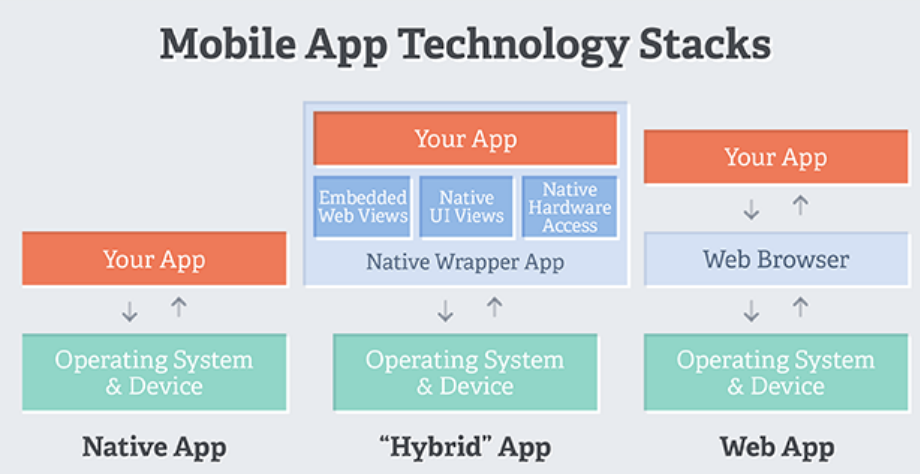 Mobile App Technology Stacks
Your App
Operating System
& Device
Native App
Your App
Embedded
Web Views
Native
UI Views
Native
Hardware
Access
Native Wrapper App
Operating System
& Device
“Hybrid” App
Your App
Web Browser
Operating System
& Device
Web App